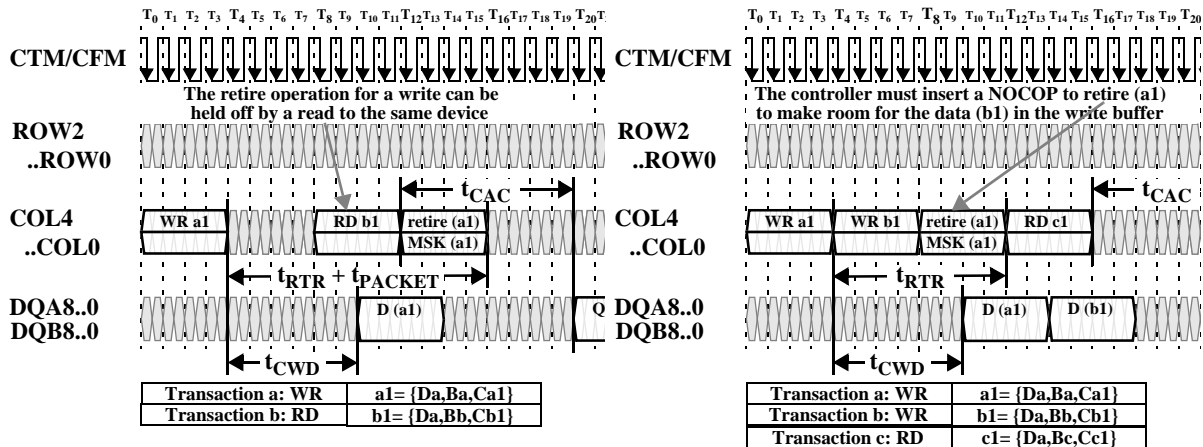 T0 T1 T2 T3 T4 T5 T6 T7 T8 T9 T10 T11 T12 T13 T14 T15 T16 T17 T18 T19 T20
CTM/CFM
The retire operation for a write can be
held off by a read to the same device
ROW2
..ROW0
tCAC
COL4
..COL0
WR a1 RD b1 retire (a1)
MSK (a1)
tRTR + tPACKET
DQA8..0
DQB8..0
D (a1) Q
tCWD
Transaction a: WR a1= {Da,Ba,Ca1}
Transaction b: RD b1= {Da,Bb,Cb1}
T0 T1 T2 T3 T4 T5 T6 T7 T8 T9 T10 T11 T12 T13 T14 T15 T16 T17 T18 T19 T20
CTM/CFM
The controller must insert a NOCOP to retire (a1)
to make room for the data (b1) in the write buffer
ROW2
..ROW0
tCAC
COL4
..COL0
WR a1 WR b1 retire (a1) RD c1
MSK (a1)
tRTR
DQA8..0
DQB8..0
D (a1) D (b1)
tCWD
Transaction a: WR a1= {Da,Ba,Ca1}
Transaction b: WR b1= {Da,Bb,Cb1}
Transaction c: RD c1= {Da,Bc,Cc1}